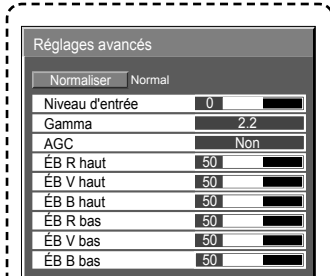 Réglages avancés
Normaliser Normal
Niveau d'entrée 0
Gamma 2.2
AGC Non
ÉB R haut 50
ÉB V haut 50
ÉB B haut 50
ÉB R bas 50
ÉB V bas 50
ÉB B bas 50